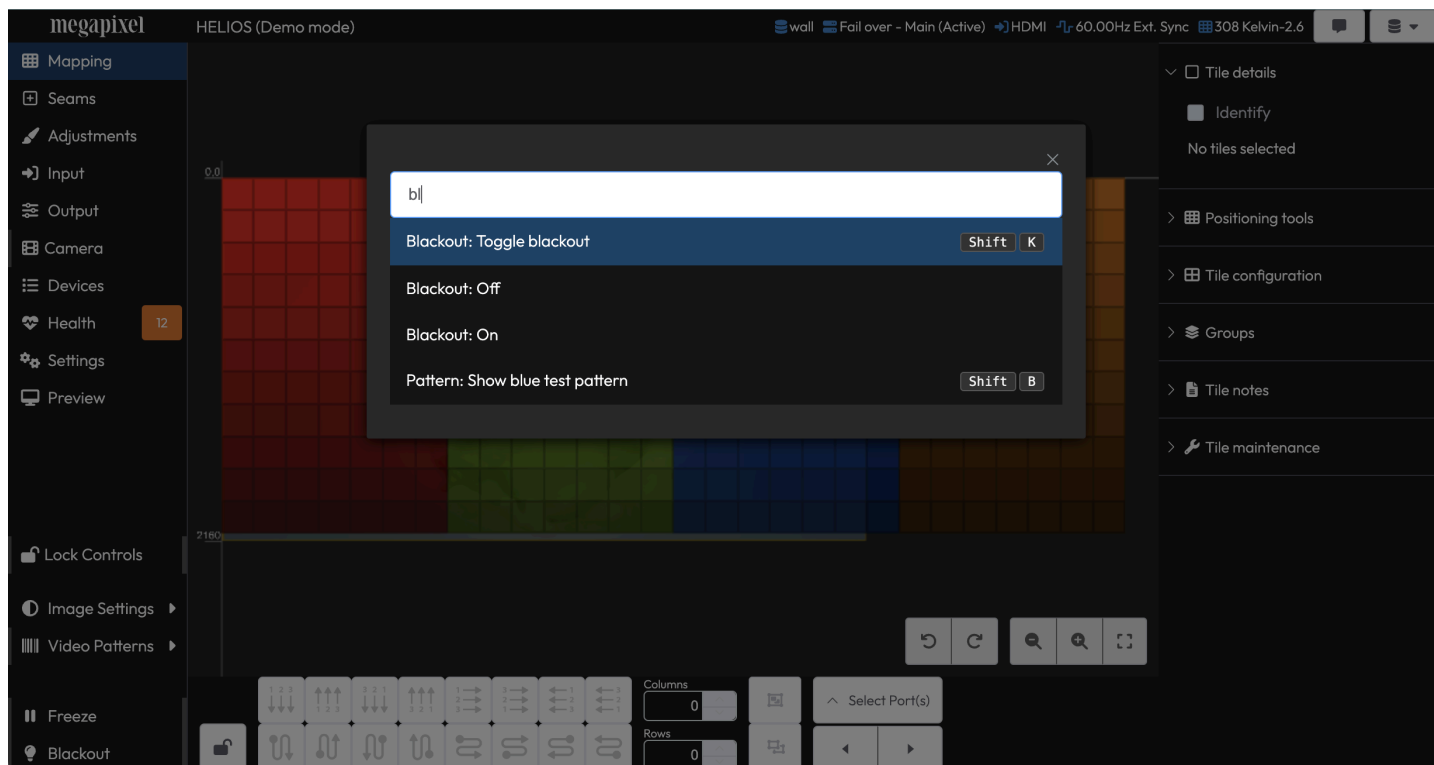 megapixel
HELIOS (Demo mode)
wall
Fail over - Main (Active)
HDMI
60.00Hz Ext. Sync
308 Kelvin-2.6
Mapping
Seams
Adjustments
Input
Output
Camera
Devices
Health
12
Settings
Preview
Lock Controls
Image Settings
Video Patterns
Freeze
Blackout
0,0
2160
bl
Blackout: Toggle blackout
Shift K
Blackout: Off
Blackout: On
Pattern: Show blue test pattern
Shift B
Tile details
Identify
No tiles selected
Positioning tools
Tile configuration
Groups
Tile notes
Tile maintenance
Columns
0
Rows
0
Select Port(s)